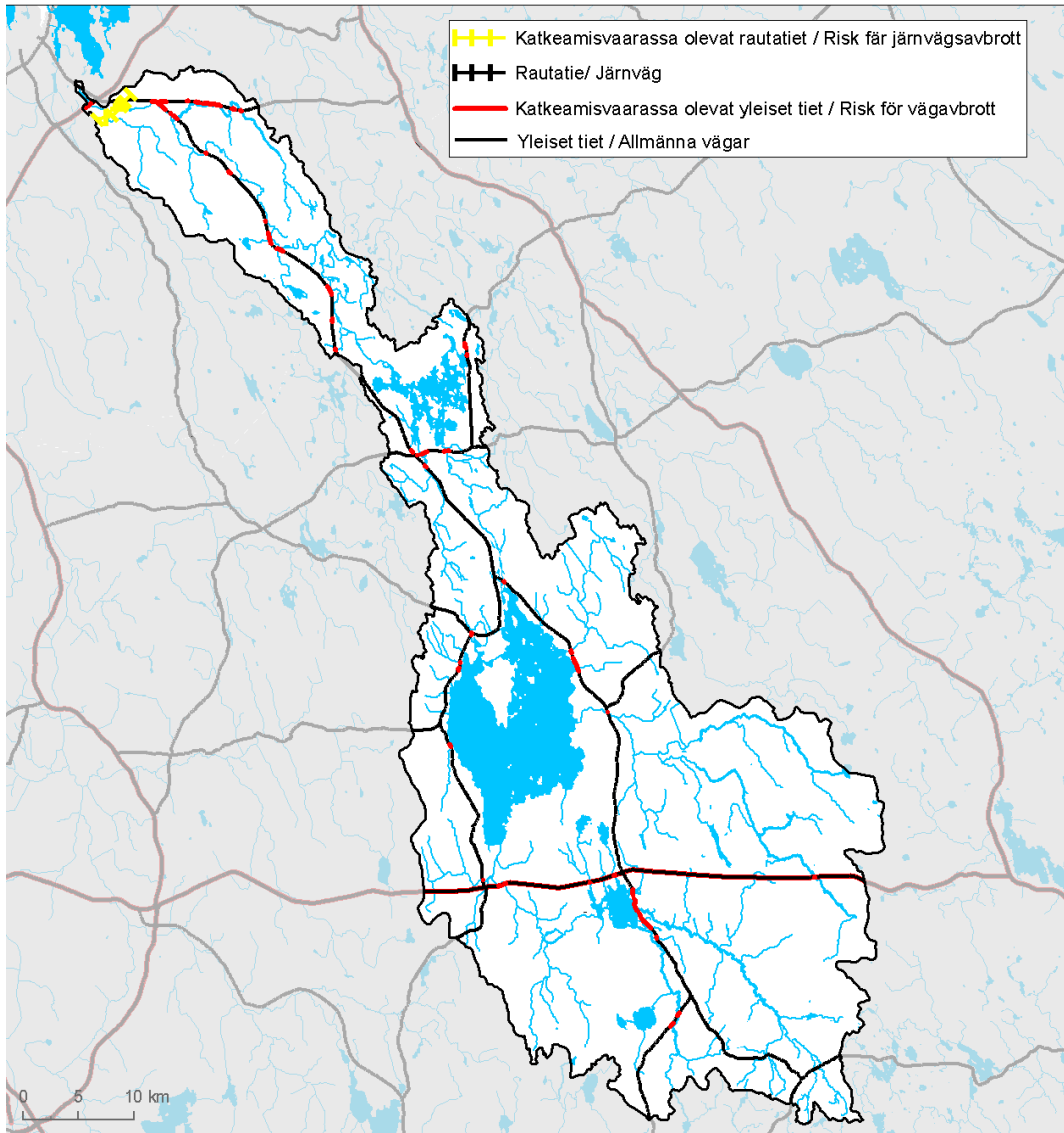 Katkeamisvaarassa olevat rautatiet / Risk fär järnvägsavbrott
Rautatie/ Järnväg
Katkeamisvaarassa olevat yleiset tiet / Risk för vägavbrott
Yleiset tiet / Allmänna vägar
0 5 10 km